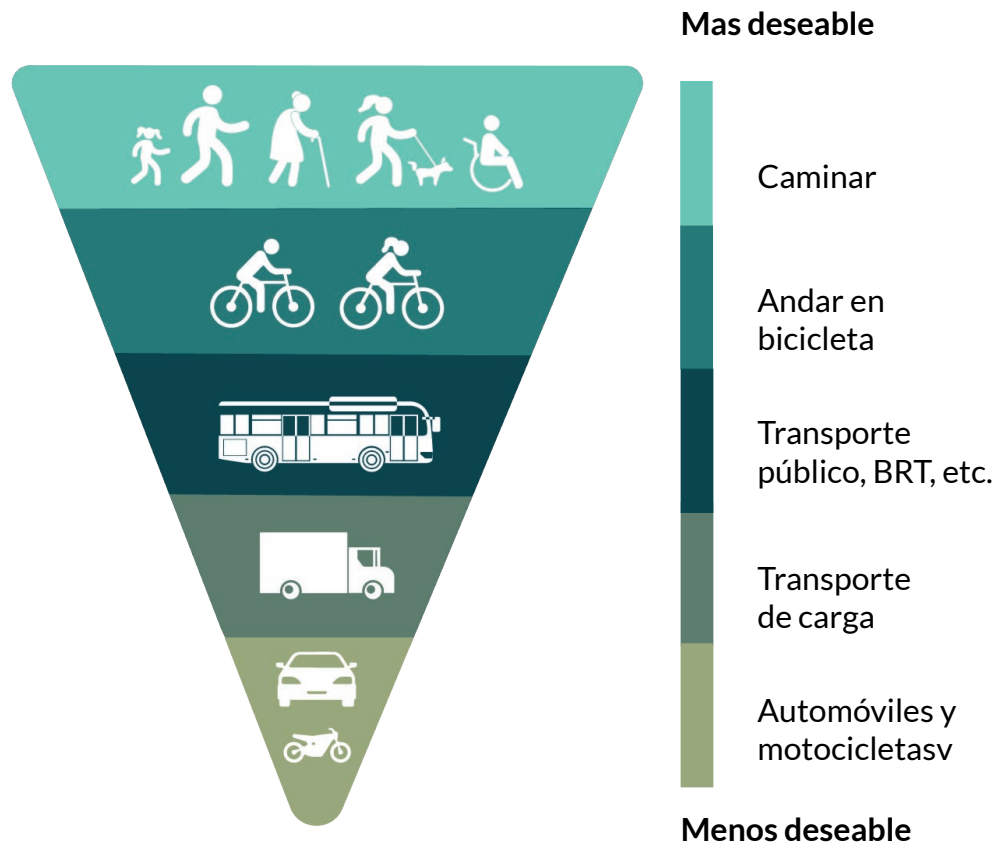 Mas deseable
Caminar
Andar en
bicicleta
Transporte
público, BRT, etc.
Transporte
de carga
Automóviles y
motocicletasv
Menos deseable